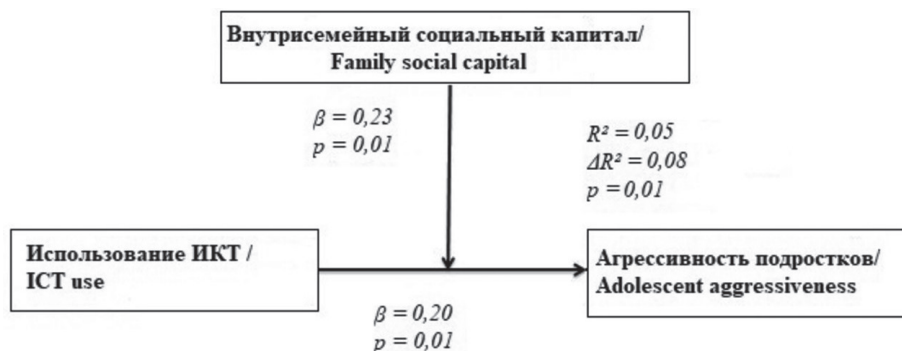 Внутрисемейный социальный капитал/
Family social capital
β = 0,23
p = 0,01
R² = 0,05
ΔR² = 0,08
p = 0,01
Использование ИКТ /
ICT use
Агрессивность подростков/
Adolescent aggressiveness
β = 0,20
p = 0,01